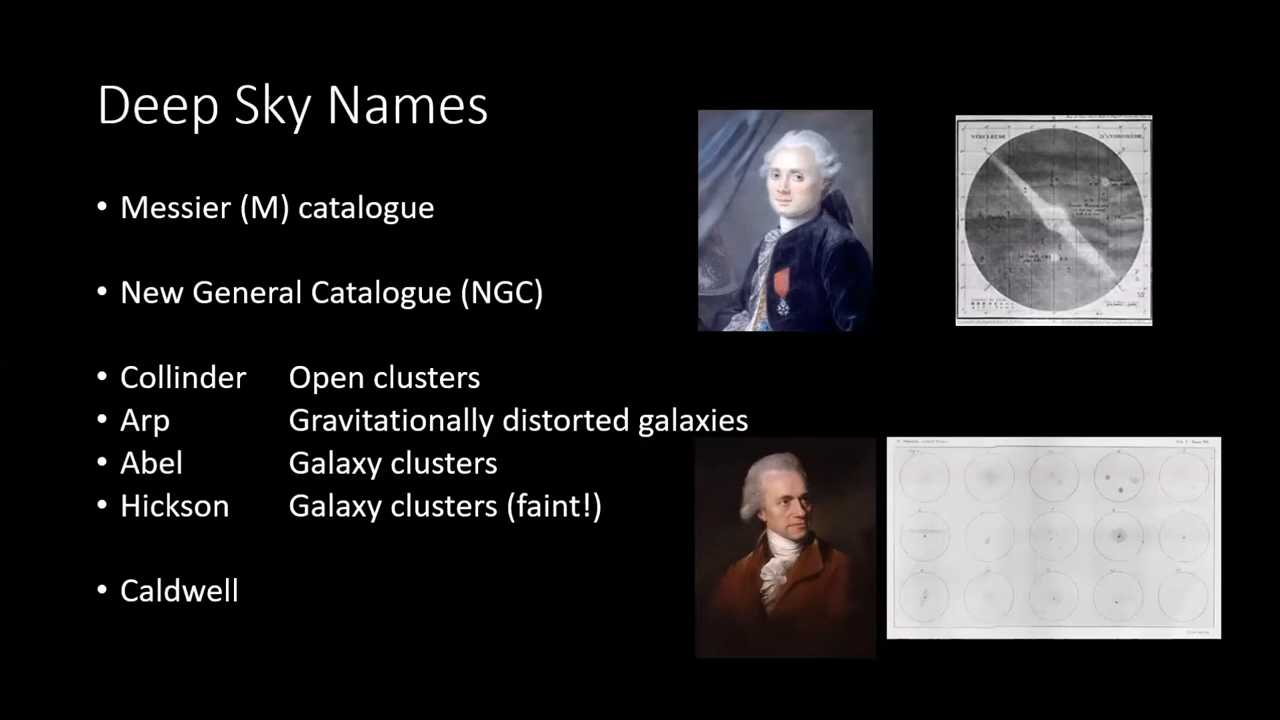 Deep Sky Names
• Messier (M) catalogue
• New General Catalogue (NGC)
• Collinder Open clusters
• Arp Gravitationally distorted galaxies
• Abel Galaxy clusters
• Hickson Galaxy clusters (faint!)
• Caldwell
D'ANDROMÈDE.